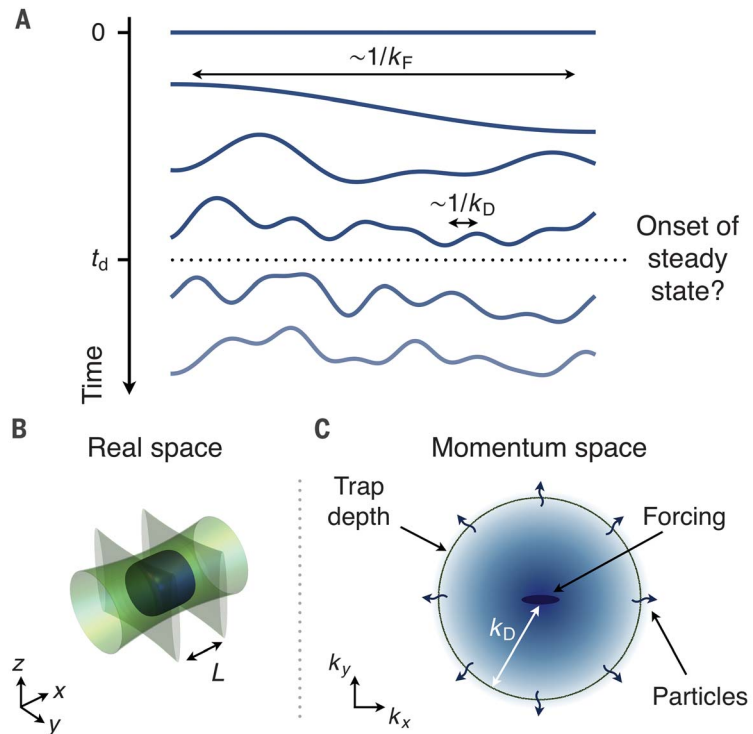 A
0
~1/kF
~1/kD
td
Onset of
steady
state?
Time
B
Real space
L
z
x
y
C
Momentum space
Trap
depth
Forcing
kD
Particles
ky
kx